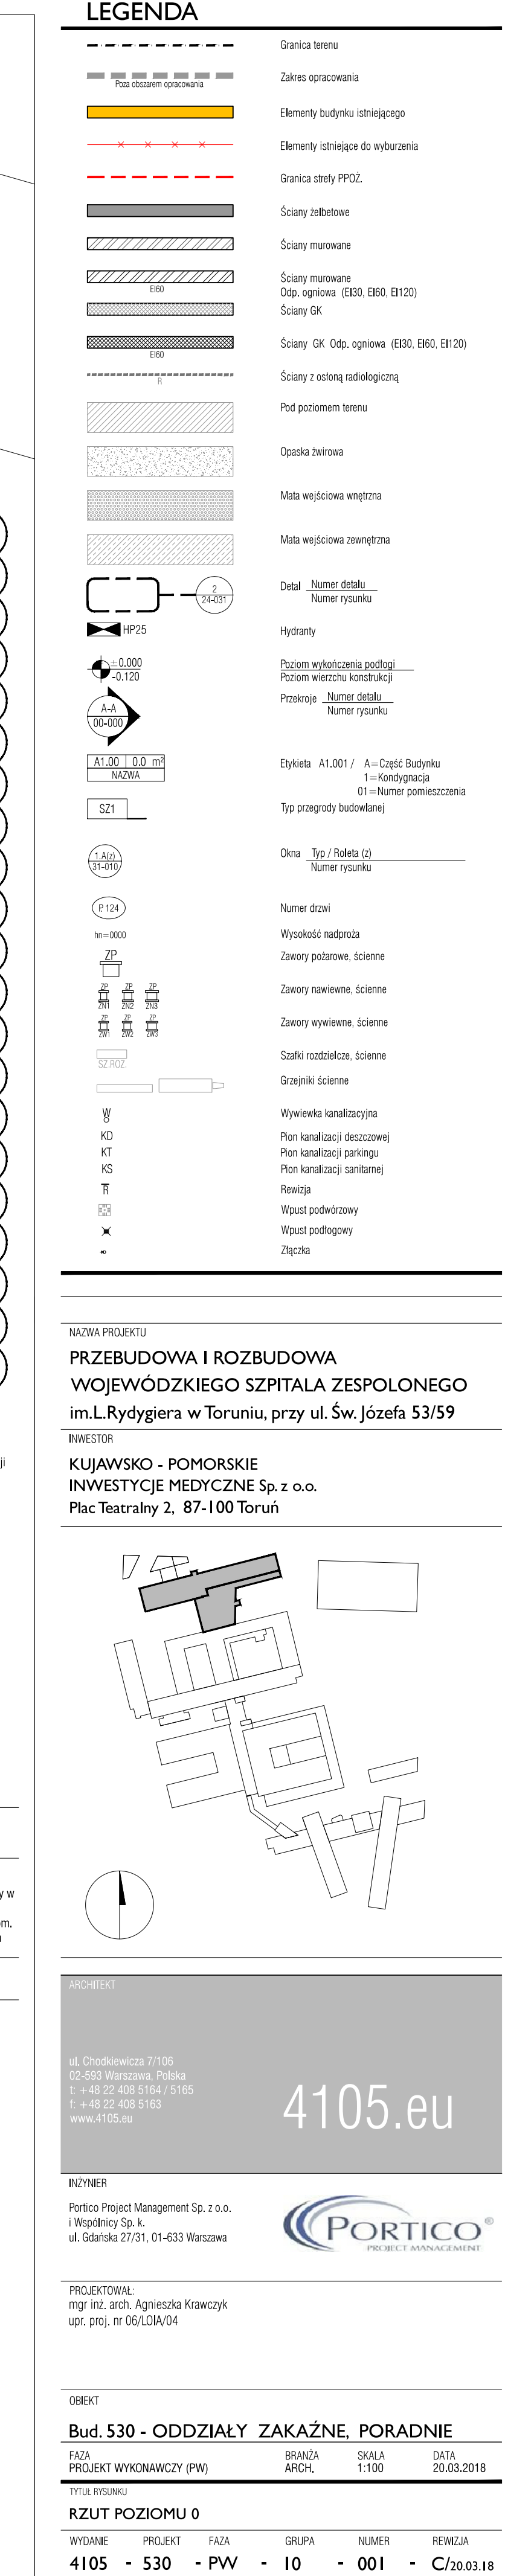 LEGENDA
Granica terenu
Zakres opracowania
Poza obszarem opracowania
Elementy budynku istniejącego
Elementy istniejące do wyburzenia
Granica strefy PPOŻ.
Ściany żelbetowe
Ściany murowane
Ściany murowane
EI60
Odp. ogniowa (EI30, EI60, EI120)
Ściany GK
Ściany GK Odp. ogniowa (EI30, EI60, EI120)
EI60
Ściany z osłoną radiologiczną
R
Pod poziomem terenu
Opaska żwirowa
Mata wejściowa wnętrzna
Mata wejściowa zewnętrzna
2
24-031
Detal Numer detalu
Numer rysunku
HP25
Hydranty
±0.000
-0.120
Poziom wykończenia podłogi
Poziom wierzchu konstrukcji
A-A
00-000
Przekroje Numer detalu
Numer rysunku
A1.00 0.0 m²
NAZWA
Etykieta A1.001 / A=Część Budynku
1=Kondygnacja
01=Numer pomieszczenia
SZ1
Typ przegrody budowlanej
1.A(z)
31-010
Okna Typ / Roleta (z)
Numer rysunku
P. 124
Numer drzwi
hn=0000
Wysokość nadproża
ZP
Zawory pożarowe, ścienne
ZP ZP ZP
ZN1 ZN2 ZN3
Zawory nawiewne, ścienne
ZP ZP ZP
ZW1 ZW2 ZW3
Zawory wywiewne, ścienne
SZ.ROZ.
Szafki rozdzielcze, ścienne
Grzejniki ścienne
W
Wywiewka kanalizacyjna
KD
Pion kanalizacji deszczowej
KT
Pion kanalizacji parkingu
KS
Pion kanalizacji sanitarnej
R
Rewizja
Wpust podwórzowy
Wpust podłogowy
Złączka
NAZWA PROJEKTU
PRZEBUDOWA I ROZBUDOWA
WOJEWÓDZKIEGO SZPITALA ZESPOLONEGO
im.L.Rydygiera w Toruniu, przy ul. Św. Józefa 53/59
INWESTOR
ji
KUJAWSKO - POMORSKIE
INWESTYCJE MEDYCZNE Sp. z o.o.
Plac Teatralny 2, 87-100 Toruń
y w
om.
ARCHITEKT
ul. Chodkiewicza 7/106
02-593 Warszawa, Polska
t: +48 22 408 5164 / 5165
f: +48 22 408 5163
www.4105.eu
4105.eu
INŻYNIER
Portico Project Management Sp. z o.o.
i Wspólnicy Sp. k.
ul. Gdańska 27/31, 01-633 Warszawa
PORTICO®
PROJECT MANAGEMENT
PROJEKTOWAŁ:
mgr inż. arch. Agnieszka Krawczyk
upr. proj. nr 06/LOIA/04
OBIEKT
Bud. 530 - ODDZIAŁY ZAKAŹNE, PORADNIE
FAZA BRANŻA SKALA DATA
PROJEKT WYKONAWCZY (PW) ARCH. 1:100 20.03.2018
TYTUŁ RYSUNKU
RZUT POZIOMU 0
WYDANIE PROJEKT FAZA GRUPA NUMER REWIZJA
4105 - 530 - PW - 10 - 001 - C/20.03.18